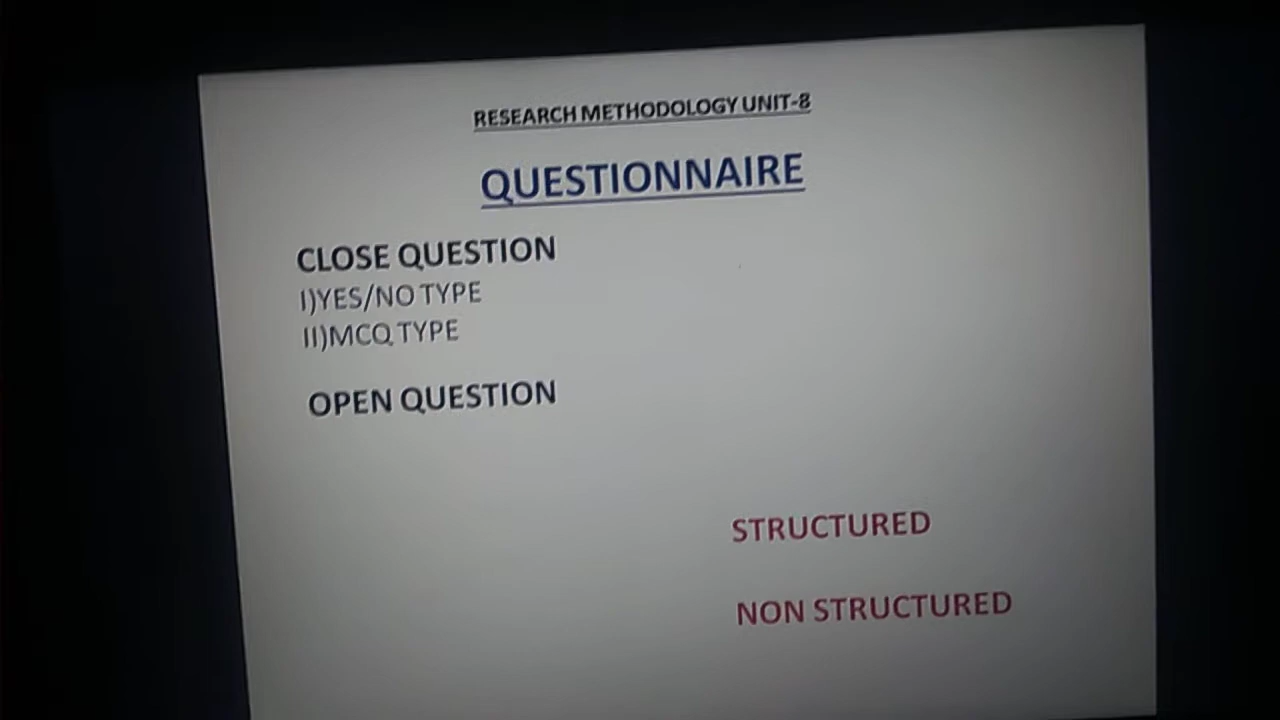 RESEARCH METHODOLOGY UNIT-8
QUESTIONNAIRE
CLOSE QUESTION
I)YES/NO TYPE
II)MCQ TYPE
OPEN QUESTION
STRUCTURED
NON STRUCTURED